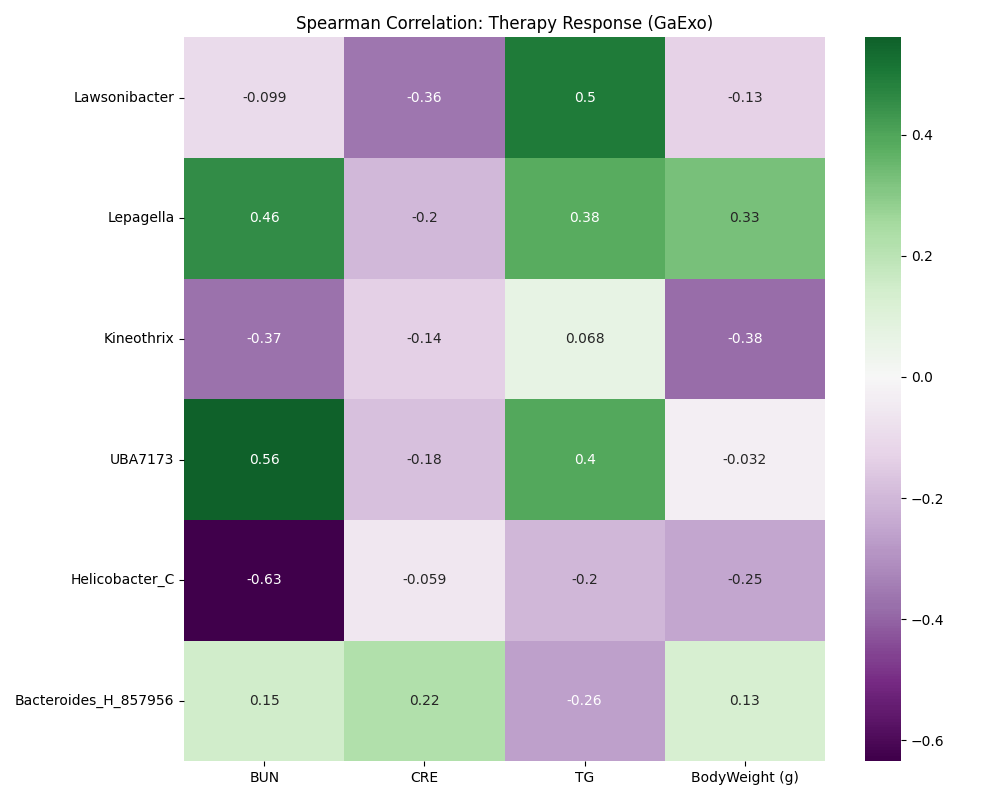 Spearman Correlation: Therapy Response (GaExo)
Lawsonibacter -0.099 -0.36 0.5 -0.13
Lepagella 0.46 -0.2 0.38 0.33
Kineothrix -0.37 -0.14 0.068 -0.38
UBA7173 0.56 -0.18 0.4 -0.032
Helicobacter_C -0.63 -0.059 -0.2 -0.25
Bacteroides_H_857956 0.15 0.22 -0.26 0.13
BUN CRE TG BodyWeight (g)
0.4
0.2
0.0
−0.2
−0.4
−0.6